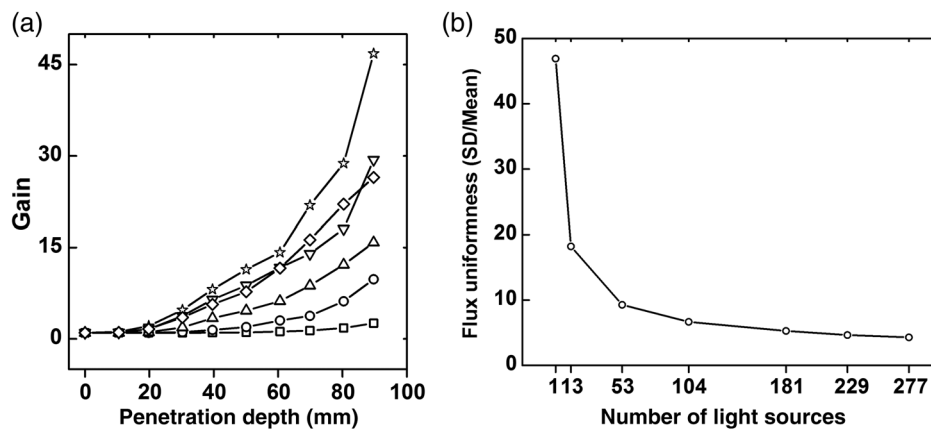 (a)
45
30
15
0
Gain
0 20 40 60 80 100
Penetration depth (mm)
(b)
50
40
30
20
10
0
Flux uniformness (SD/Mean)
1 13 53 104 181 229 277
Number of light sources